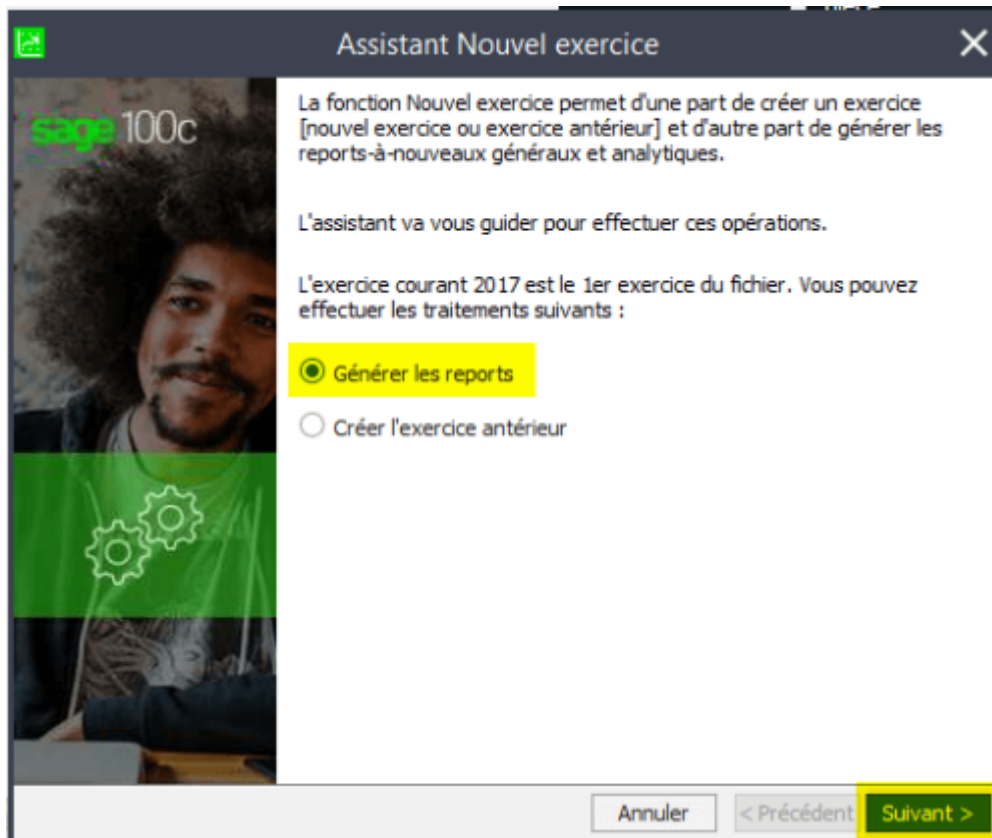 Assistant Nouvel exercice
sage 100c
La fonction Nouvel exercice permet d'une part de créer un exercice
[nouvel exercice ou exercice antérieur] et d'autre part de générer les
reports-à-nouveaux généraux et analytiques.
L'assistant va vous guider pour effectuer ces opérations.
L'exercice courant 2017 est le 1er exercice du fichier. Vous pouvez
effectuer les traitements suivants :
Générer les reports
Créer l'exercice antérieur
Annuler
< Précédent
Suivant >